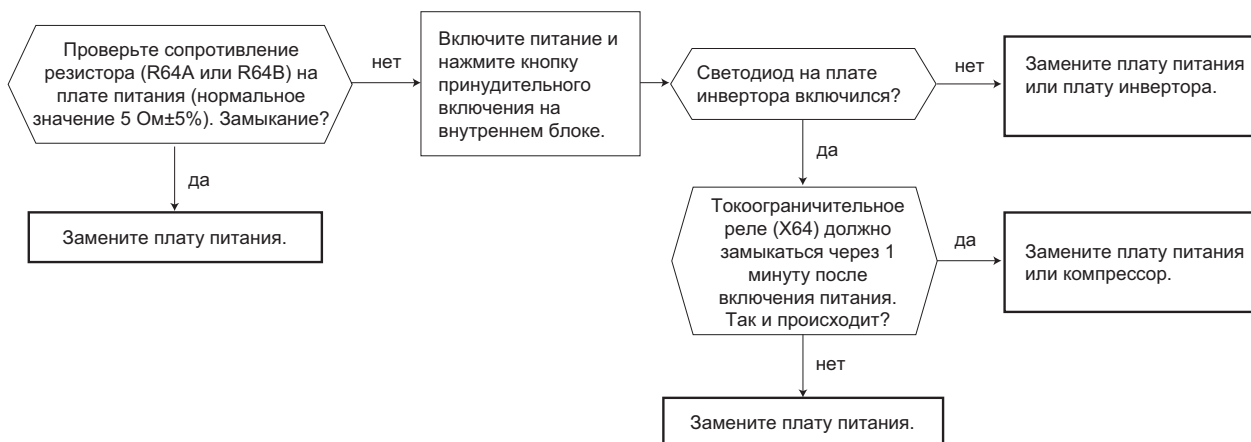 Проверьте сопротивление
резистора (R64A или R64B) на
плате питания (нормальное
значение 5 Ом±5%). Замыкание?
нет
да
Замените плату питания.
Включите питание и
нажмите кнопку
принудительного
включения на
внутреннем блоке.
Светодиод на плате
инвертора включился?
нет
Замените плату питания
или плату инвертора.
да
Токоограничительное
реле (X64) должно
замыкаться через 1
минуту после
включения питания.
Так и происходит?
да
Замените плату питания
или компрессор.
нет
Замените плату питания.